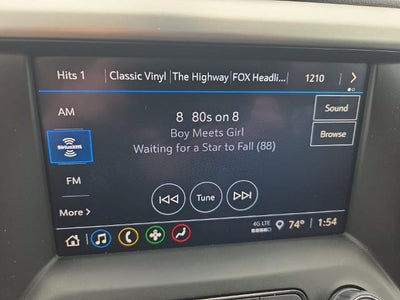 Hits 1 Classic Vinyl The Highway FOX Headli... 1210
AM
8 80s on 8
Sound
Boy Meets Girl
Browse
SiriusXM
Waiting for a Star to Fall (88)
FM
Tune
More
4G LTE
74° 1:54